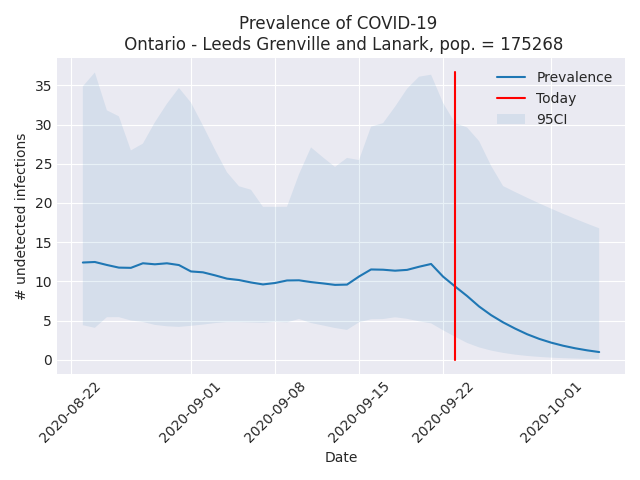 Prevalence of COVID-19
Ontario - Leeds Grenville and Lanark, pop. = 175268
Prevalence
Today
95CI
# undetected infections
35
30
25
20
15
10
5
0
2020-08-22
2020-09-01
2020-09-08
2020-09-15
2020-09-22
2020-10-01
Date